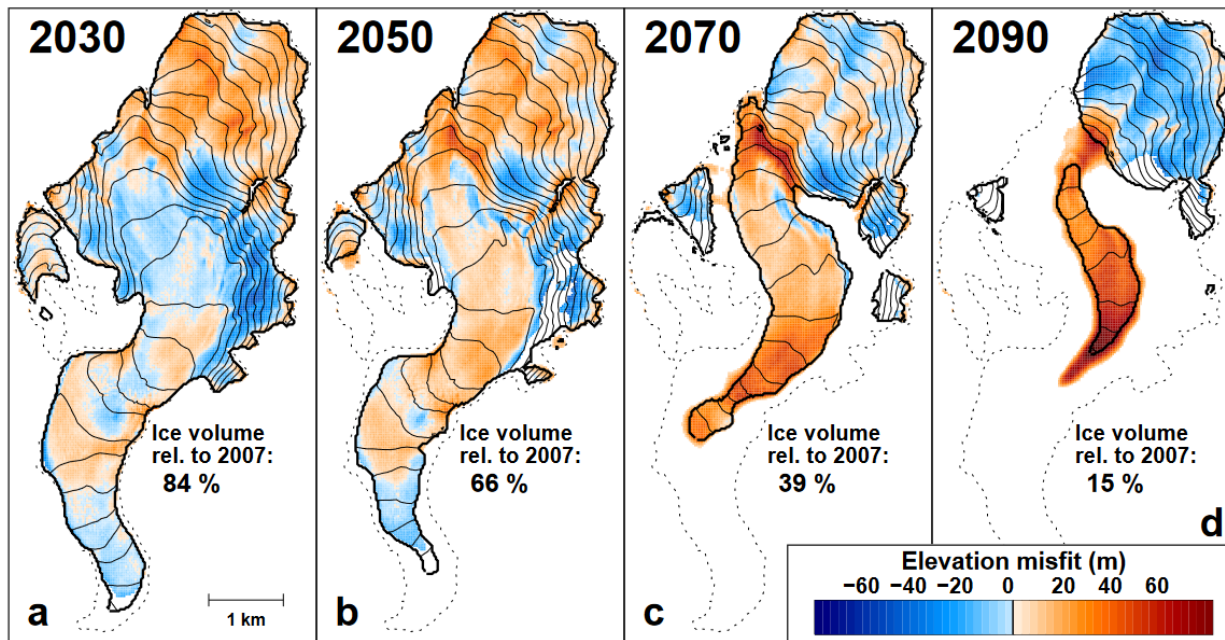 2030
2050
2070
2090
Ice volume
rel. to 2007:
84 %
Ice volume
rel. to 2007:
66 %
Ice volume
rel. to 2007:
39 %
Ice volume
rel. to 2007:
15 %
a
1 km
b
c
d
Elevation misfit (m)
−60 −40 −20 0 20 40 60